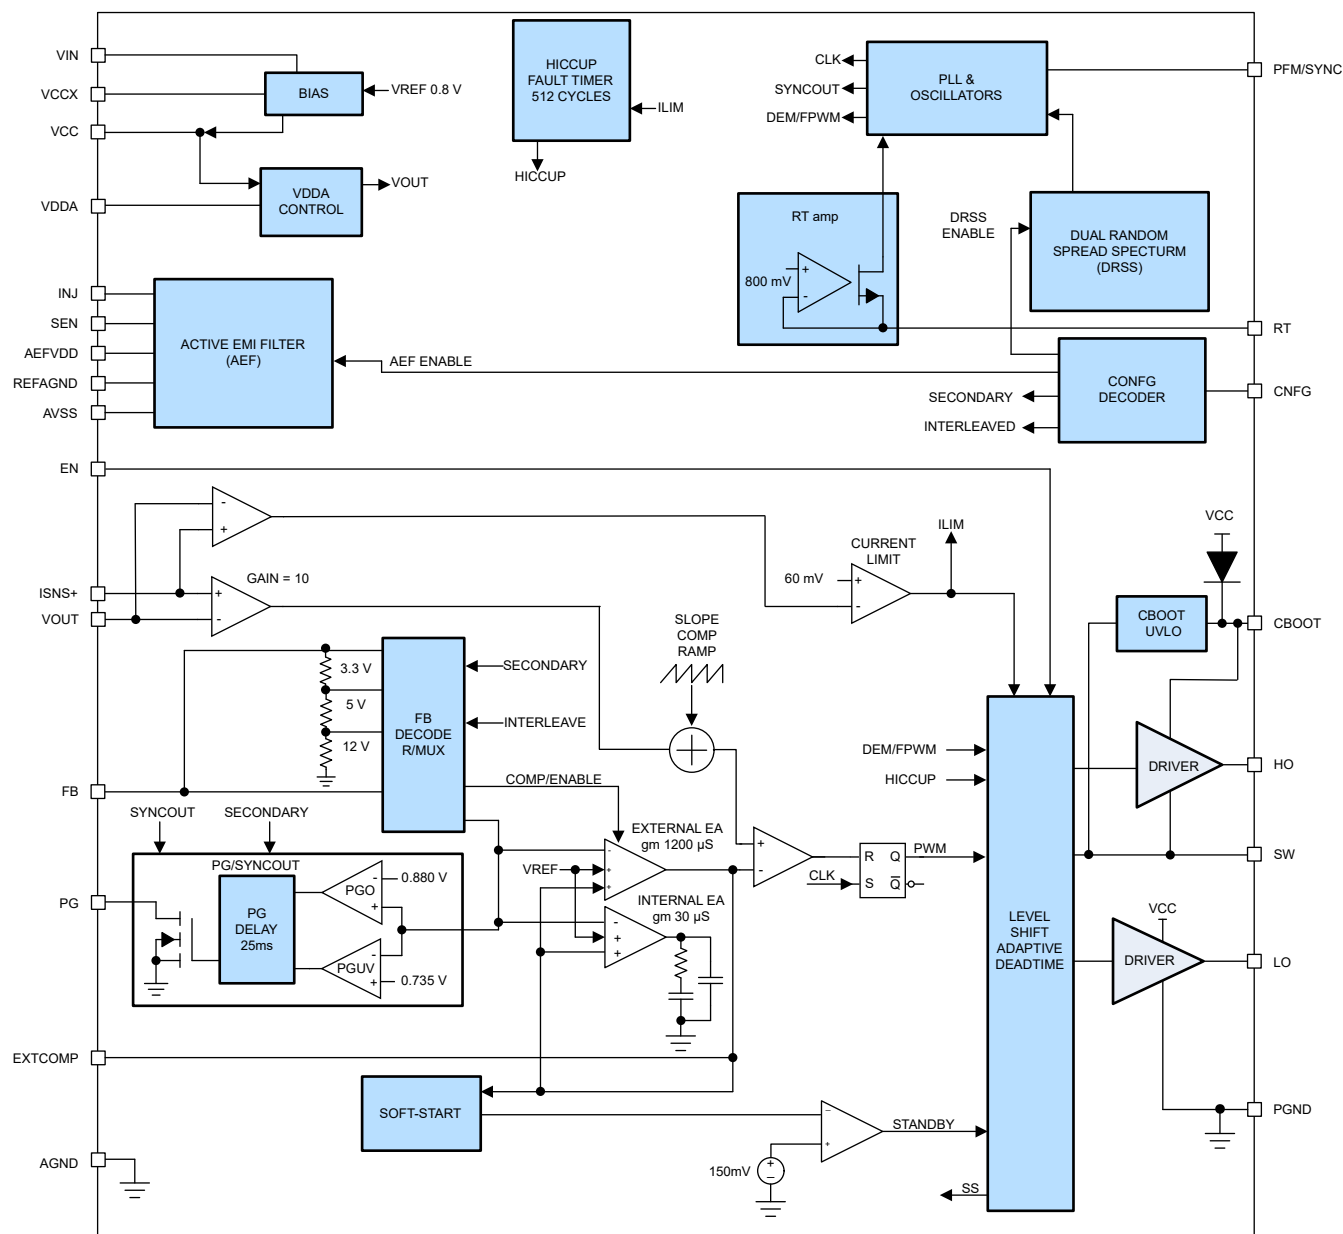 VIN
VCCX
VCC
VDDA
BIAS
VREF 0.8 V
VDDA
CONTROL
VOUT
HICCUP
FAULT TIMER
512 CYCLES
ILIM
HICCUP
CLK
SYNCOUT
DEM/FPWM
PLL &
OSCILLATORS
PFM/SYNC
RT amp
+
-
800 mV
DRSS
ENABLE
DUAL RANDOM
SPREAD SPECTURM
(DRSS)
RT
INJ
SEN
AEFVDD
REFAGND
AVSS
ACTIVE EMI FILTER
(AEF)
AEF ENABLE
CONFG
DECODER
SECONDARY
INTERLEAVED
CNFG
EN
-
+
ISNS+
VOUT
GAIN = 10
+
-
CURRENT
LIMIT
60 mV
+
-
ILIM
VCC
CBOOT
UVLO
CBOOT
SLOPE
COMP
RAMP
3.3 V
5 V
12 V
FB
DECODE
R/MUX
SECONDARY
INTERLEAVE
COMP/ENABLE
FB
SYNCOUT
SECONDARY
PG/SYNCOUT
PG
DELAY
25ms
PGO
-
+
0.880 V
PGUV
-
+
0.735 V
PG
EXTERNAL EA
gm 1200 µS
VREF
-
+
+
INTERNAL EA
gm 30 µS
-
+
+
+
-
R
S
Q
Q
CLK
PWM
DEM/FPWM
HICCUP
LEVEL
SHIFT
ADAPTIVE
DEADTIME
DRIVER
HO
SW
VCC
DRIVER
LO
PGND
EXTCOMP
SOFT-START
AGND
150mV
+
−
−
+
STANDBY
SS